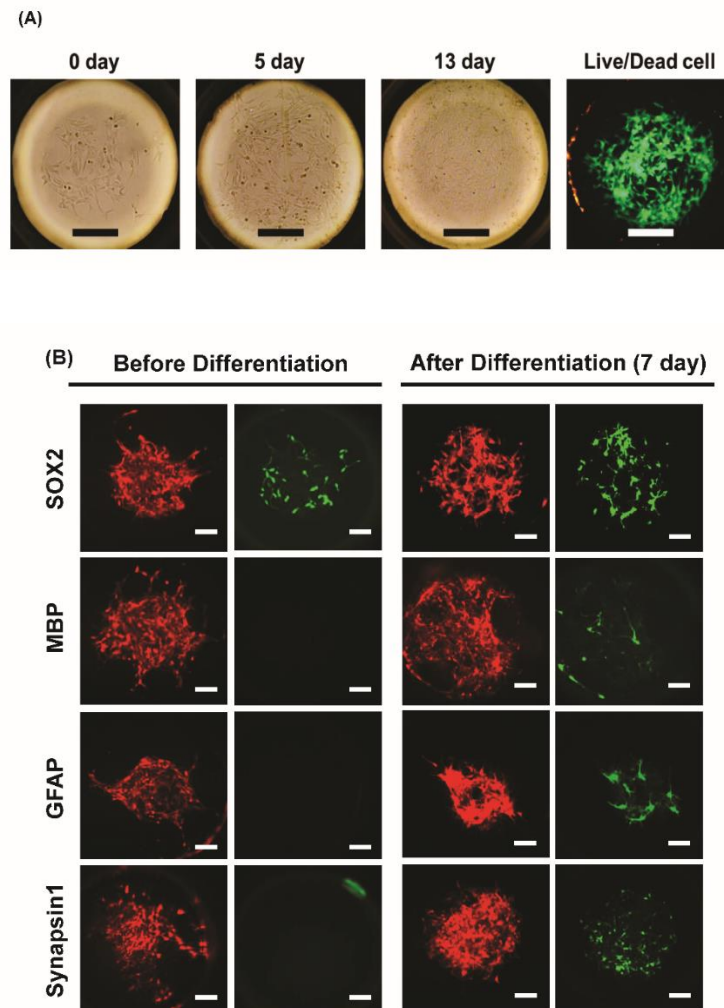 (A)
0 day 5 day 13 day Live/Dead cell
(B) Before Differentiation After Differentiation (7 day)
SOX2
MBP
GFAP
Synapsin1